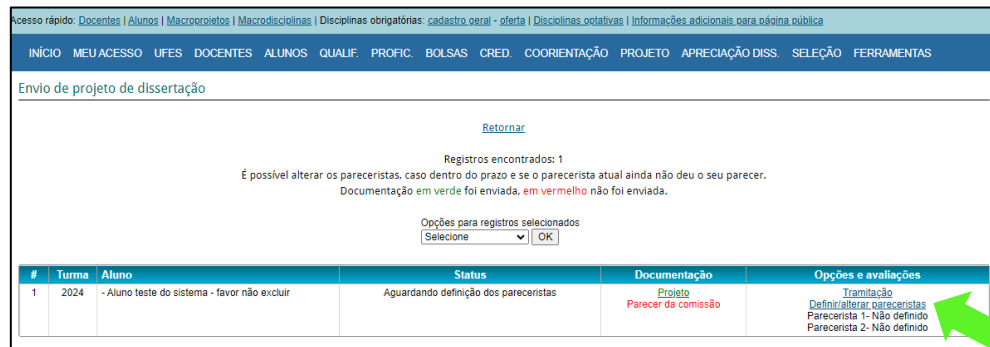 Acesso rápido: Docentes | Alunos | Macroprojetos | Macrodisciplinas | Disciplinas obrigatórias: cadastro geral - oferta | Disciplinas optativas | Informações adicionais para página pública
INÍCIO MEU ACESSO UFES DOCENTES ALUNOS QUALIF. PROFIC. BOLSAS CRED. COORIENTAÇÃO PROJETO APRECIAÇÃO DISS. SELEÇÃO FERRAMENTAS
Envio de projeto de dissertação
Retornar
Registros encontrados: 1
É possível alterar os pareceristas, caso dentro do prazo e se o parecerista atual ainda não deu o seu parecer.
Documentação em verde foi enviada, em vermelho não foi enviada.
Opções para registros selecionados
Selecione OK
# Turma Aluno Status Documentação Opções e avaliações
1 2024 - Aluno teste do sistema - favor não excluir Aguardando definição dos pareceristas Projeto Tramitação
Parecer da comissão Definir/alterar pareceristas
Parecerista 1- Não definido
Parecerista 2- Não definido